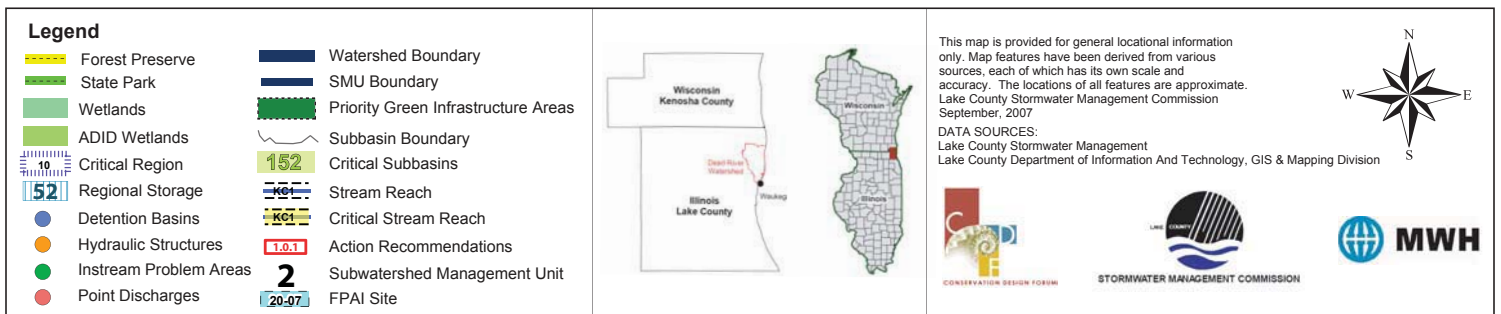 Legend
Forest Preserve
State Park
Wetlands
ADID Wetlands
10
Critical Region
52
Regional Storage
Detention Basins
Hydraulic Structures
Instream Problem Areas
Point Discharges
Watershed Boundary
SMU Boundary
Priority Green Infrastructure Areas
Subbasin Boundary
152
Critical Subbasins
KC1
Stream Reach
KC1
Critical Stream Reach
1.0.1
Action Recommendations
2
Subwatershed Management Unit
20-07
FPAI Site
Wisconsin
Kenosha County
Dead River
Watershed
Waukeg
Illinois
Lake County
Wisconsin
Illinois
This map is provided for general locational information
only. Map features have been derived from various
sources, each of which has its own scale and
accuracy. The locations of all features are approximate.
Lake County Stormwater Management Commission
September, 2007
DATA SOURCES:
Lake County Stormwater Management
Lake County Department of Information And Technology, GIS & Mapping Division
N
W
E
S
CONSERVATION DESIGN FORUM
LAKE COUNTY
STORMWATER MANAGEMENT COMMISSION
MWH